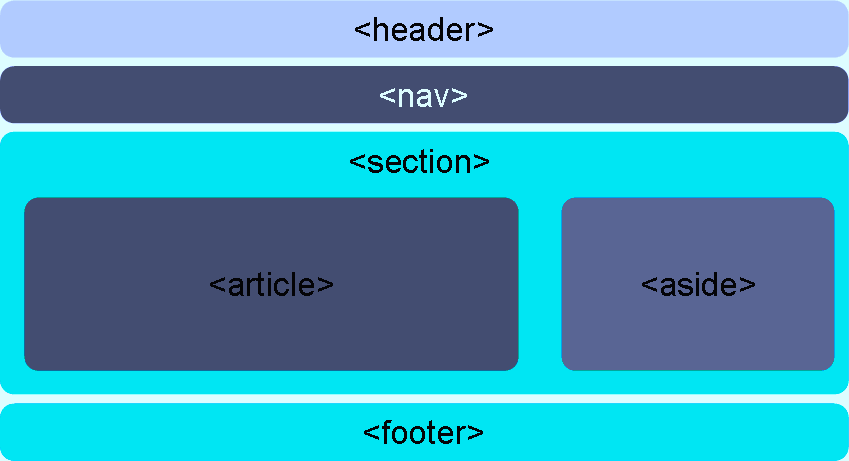 <header>
<nav>
<section>
<article>
<aside>
<footer>